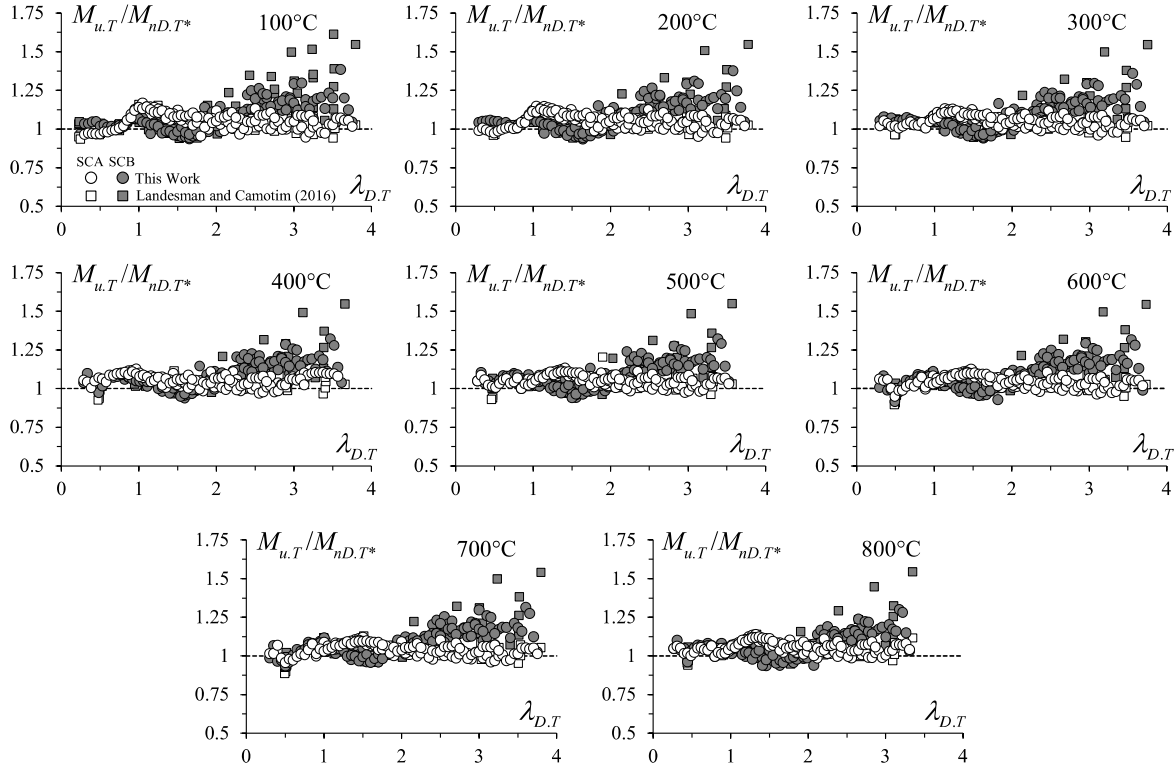 M_{u.T}/M_{nD.T*} 100°C
1.75
1.5
1.25
1
0.75
0.5
SCA SCB
This Work
Landesman and Camotim (2016)
λ_{D.T}
0 1 2 3 4
M_{u.T}/M_{nD.T*} 200°C
1.75
1.5
1.25
1
0.75
0.5
λ_{D.T}
0 1 2 3 4
M_{u.T}/M_{nD.T*} 300°C
1.75
1.5
1.25
1
0.75
0.5
λ_{D.T}
0 1 2 3 4
M_{u.T}/M_{nD.T*} 400°C
1.75
1.5
1.25
1
0.75
0.5
λ_{D.T}
0 1 2 3 4
M_{u.T}/M_{nD.T*} 500°C
1.75
1.5
1.25
1
0.75
0.5
λ_{D.T}
0 1 2 3 4
M_{u.T}/M_{nD.T*} 600°C
1.75
1.5
1.25
1
0.75
0.5
λ_{D.T}
0 1 2 3 4
M_{u.T}/M_{nD.T*} 700°C
1.75
1.5
1.25
1
0.75
0.5
λ_{D.T}
0 1 2 3 4
M_{u.T}/M_{nD.T*} 800°C
1.75
1.5
1.25
1
0.75
0.5
λ_{D.T}
0 1 2 3 4